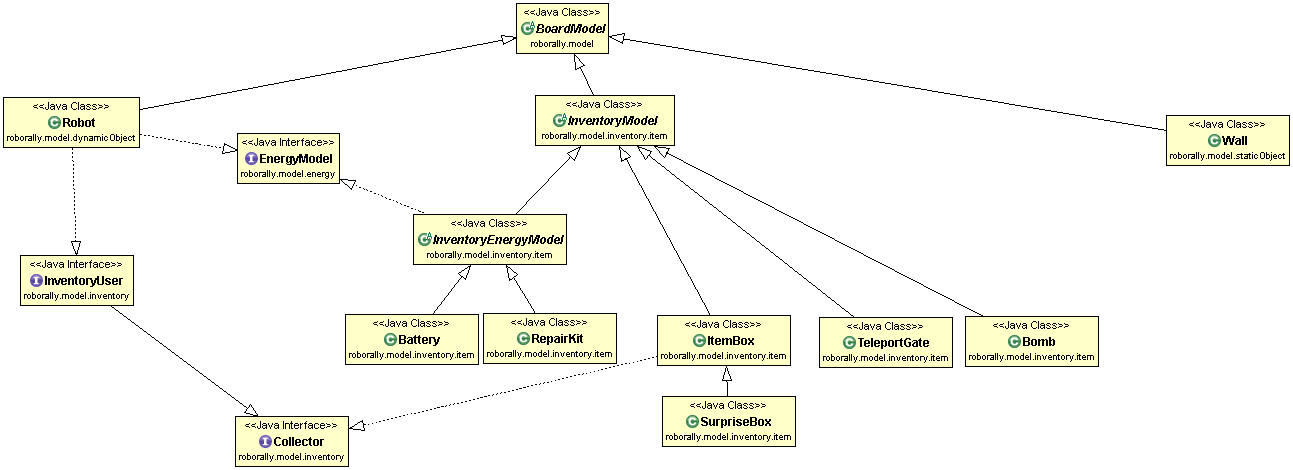 <<Java Class>>
BoardModel
roborally.model
<<Java Class>>
Robot
roborally.model.dynamicObject
<<Java Class>>
InventoryModel
roborally.model.inventory.item
<<Java Class>>
Wall
roborally.model.staticObject
<<Java Interface>>
EnergyModel
roborally.model.energy
<<Java Class>>
InventoryEnergyModel
roborally.model.inventory.item
<<Java Interface>>
InventoryUser
roborally.model.inventory
<<Java Class>>
Battery
roborally.model.inventory.item
<<Java Class>>
RepairKit
roborally.model.inventory.item
<<Java Class>>
ItemBox
roborally.model.inventory.item
<<Java Class>>
TeleportGate
roborally.model.inventory.item
<<Java Class>>
Bomb
roborally.model.inventory.item
<<Java Class>>
SurpriseBox
roborally.model.inventory.item
<<Java Interface>>
Collector
roborally.model.inventory